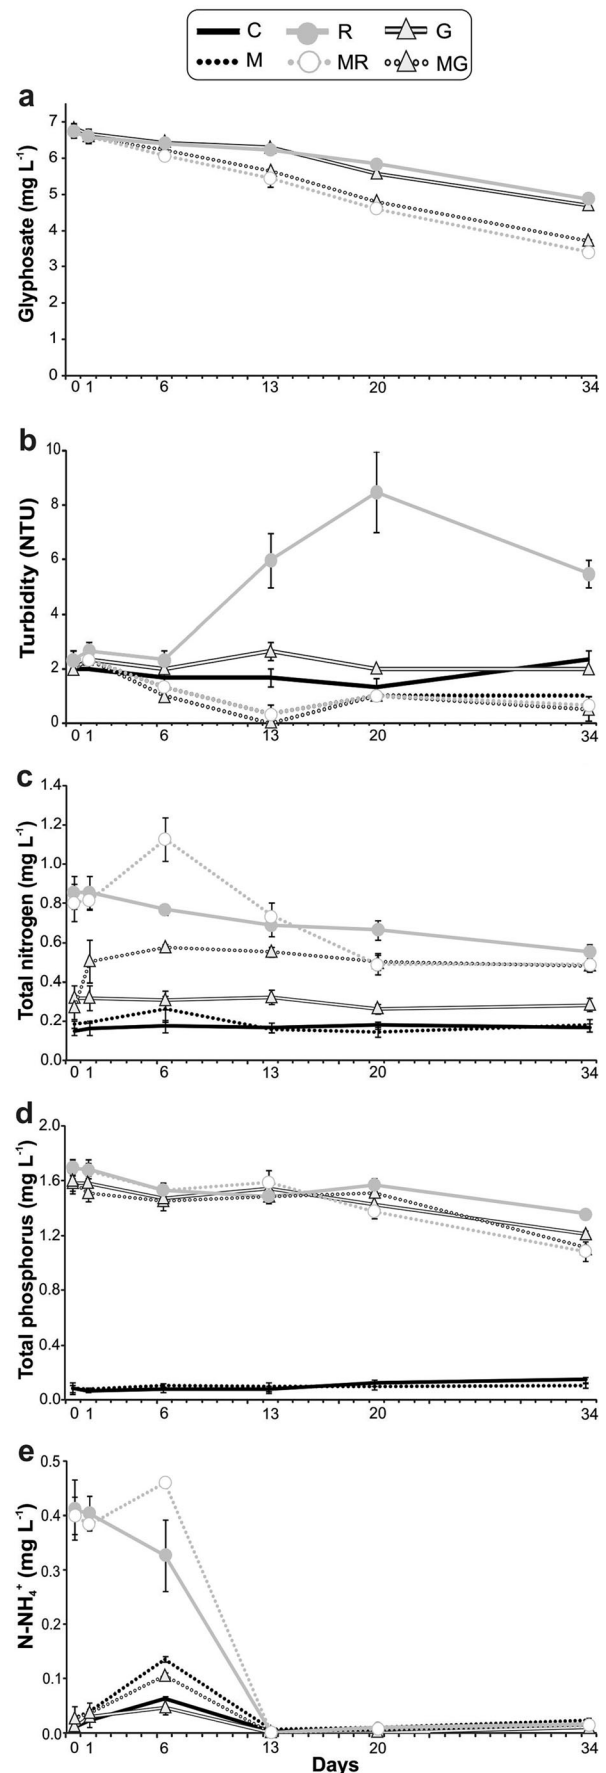 C R G
M MR MG
a
Glyphosate (mg L⁻¹)
7
6
5
4
3
2
1
0
0 1 6 13 20 34
b
Turbidity (NTU)
10
8
6
4
2
0
0 1 6 13 20 34
c
Total nitrogen (mg L⁻¹)
1.4
1.2
1.0
0.8
0.6
0.4
0.2
0.0
0 1 6 13 20 34
d
Total phosphorus (mg L⁻¹)
2.0
1.6
1.2
0.8
0.4
0.0
0 1 6 13 20 34
e
N-NH₄⁺ (mg L⁻¹)
0.5
0.4
0.3
0.2
0.1
0.0
0 1 6 13 20 34
Days